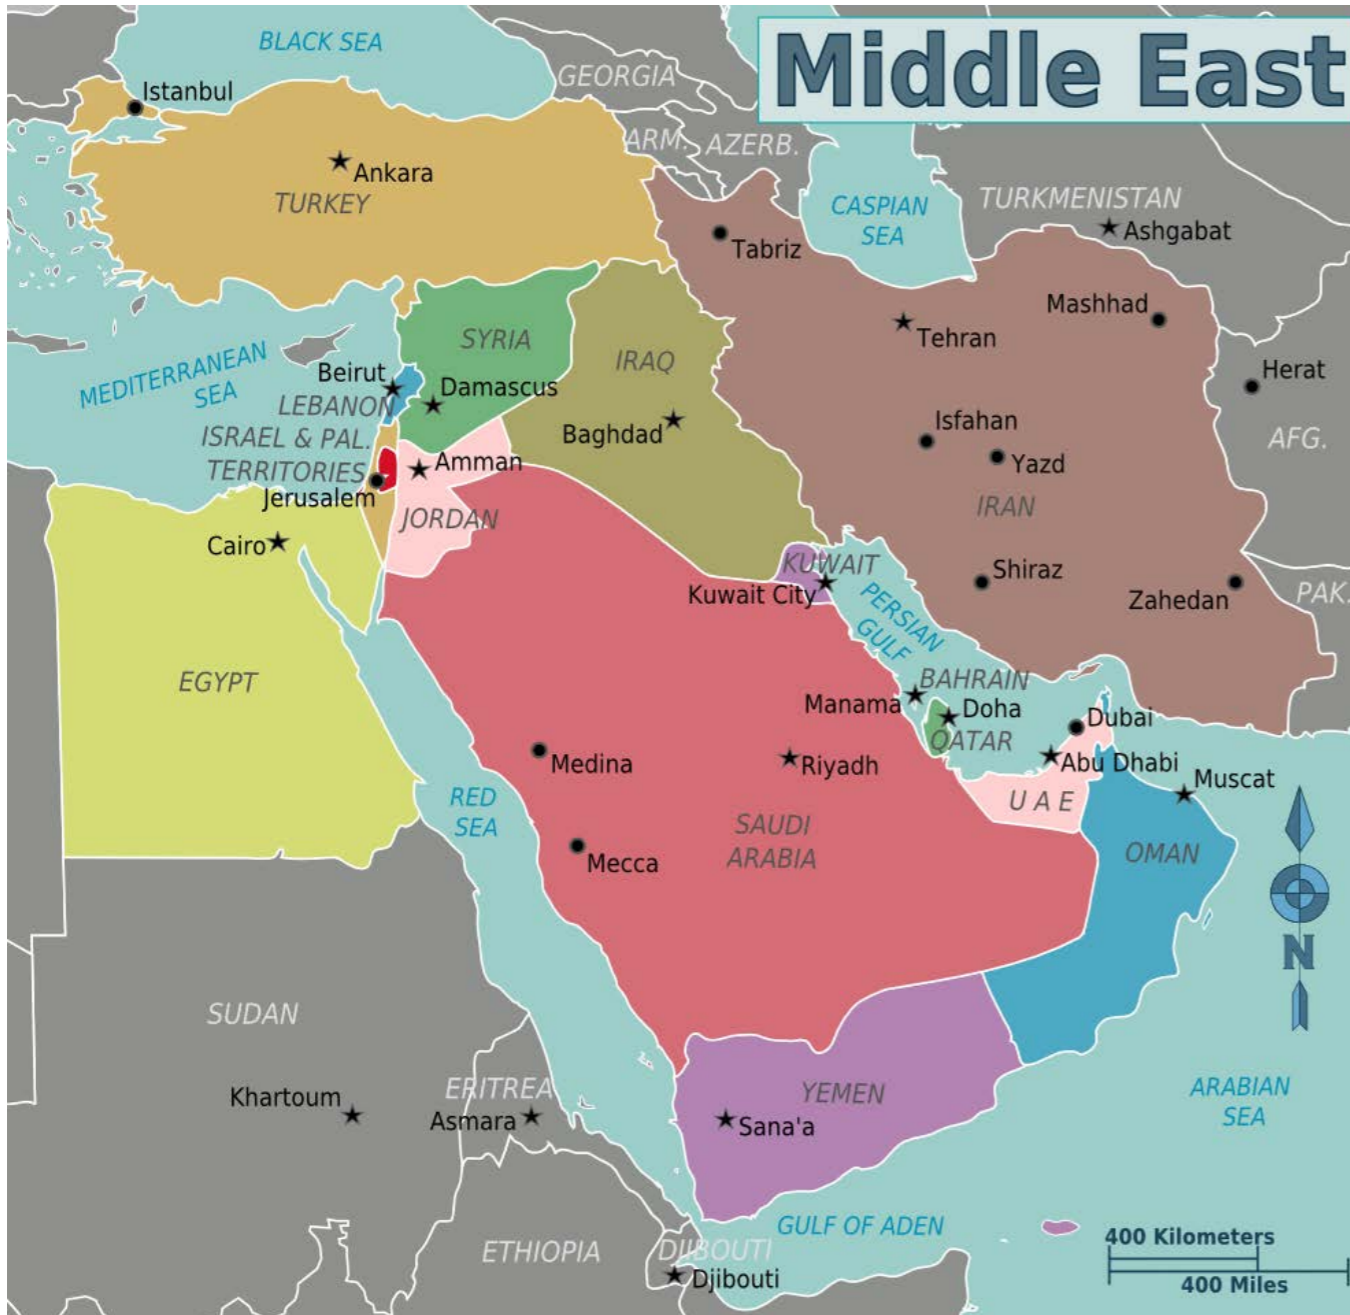 Middle East
BLACK SEA
GEORGIA
Istanbul
ARM.
AZERB.
Ankara
TURKEY
CASPIAN
SEA
TURKMENISTAN
Ashgabat
Tabriz
Mashhad
Tehran
SYRIA
IRAQ
MEDITERRANEAN
SEA
Beirut
Damascus
Herat
LEBANON
Isfahan
Baghdad
ISRAEL & PAL.
TERRITORIES
AFG.
Amman
Yazd
Jerusalem
IRAN
JORDAN
Cairo
KUWAIT
Kuwait City
Shiraz
Zahedan
PAK.
PERSIAN
GULF
EGYPT
BAHRAIN
Manama
Doha
Dubai
QATAR
Medina
Riyadh
Abu Dhabi
Muscat
RED
SEA
U A E
SAUDI
ARABIA
OMAN
Mecca
N
SUDAN
ERITREA
YEMEN
ARABIAN
SEA
Khartoum
Asmara
Sana'a
GULF OF ADEN
ETHIOPIA
DJIBOUTI
Djibouti
400 Kilometers
400 Miles